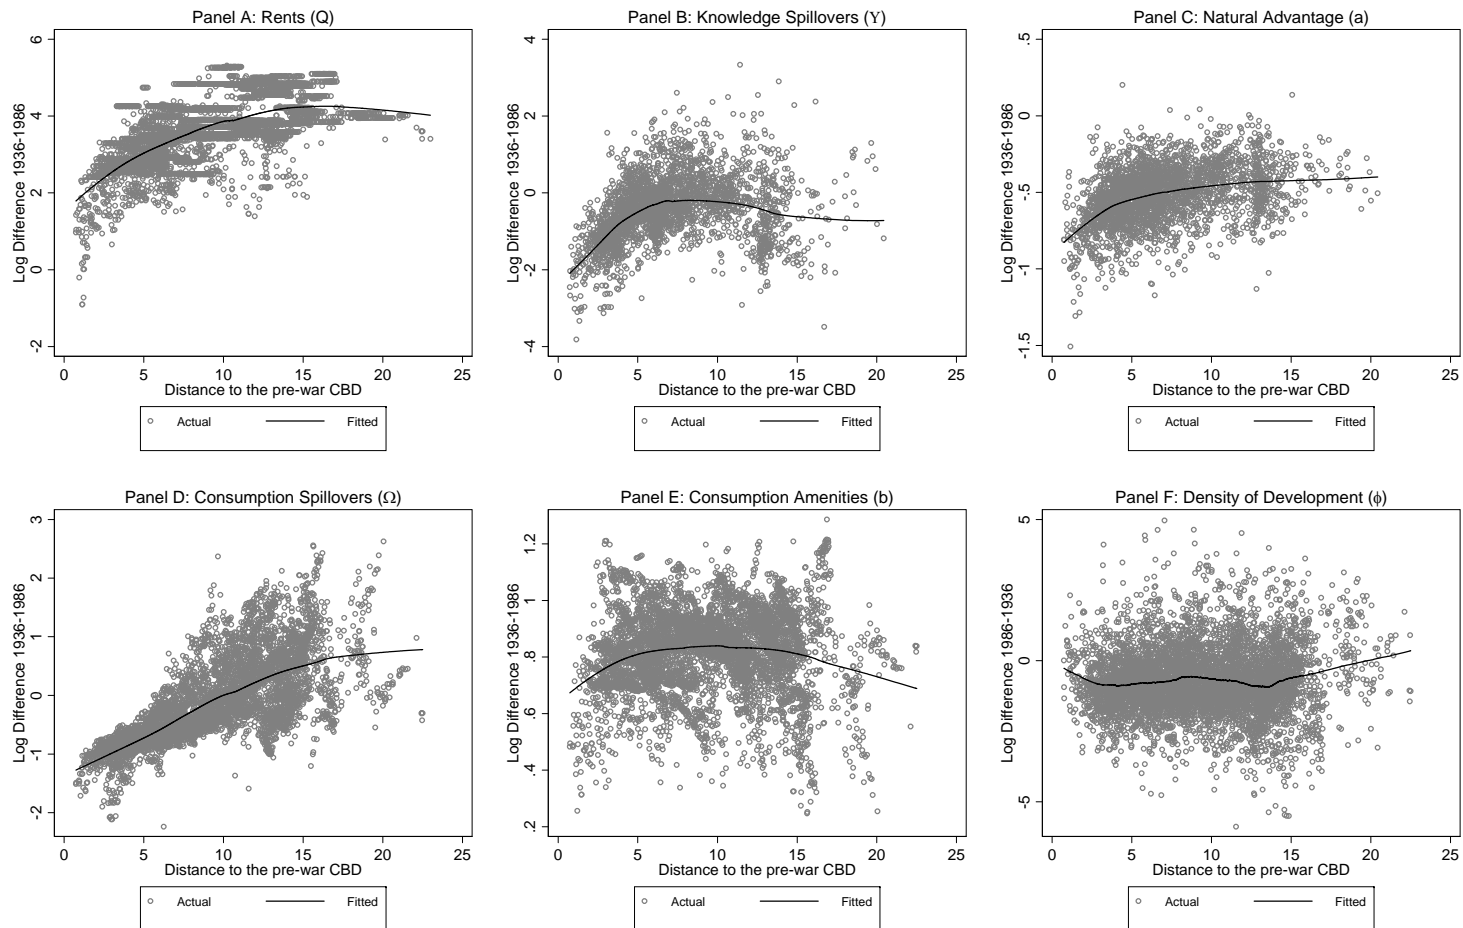 Panel A: Rents (Q)
Log Difference 1936-1986
6
4
2
0
-2
0 5 10 15 20 25
Distance to the pre-war CBD
Actual Fitted
Panel B: Knowledge Spillovers (Υ)
Log Difference 1936-1986
4
2
0
-2
-4
0 5 10 15 20 25
Distance to the pre-war CBD
Actual Fitted
Panel C: Natural Advantage (a)
Log Difference 1936-1986
.5
0
-.5
-1
-1.5
0 5 10 15 20 25
Distance to the pre-war CBD
Actual Fitted
Panel D: Consumption Spillovers (Ω)
Log Difference 1936-1986
3
2
1
0
-1
-2
0 5 10 15 20 25
Distance to the pre-war CBD
Actual Fitted
Panel E: Consumption Amenities (b)
Log Difference 1936-1986
1.2
1
.8
.6
.4
.2
0 5 10 15 20 25
Distance to the pre-war CBD
Actual Fitted
Panel F: Density of Development (ϕ)
Log Difference 1986-1936
5
0
-5
0 5 10 15 20 25
Distance to the pre-war CBD
Actual Fitted